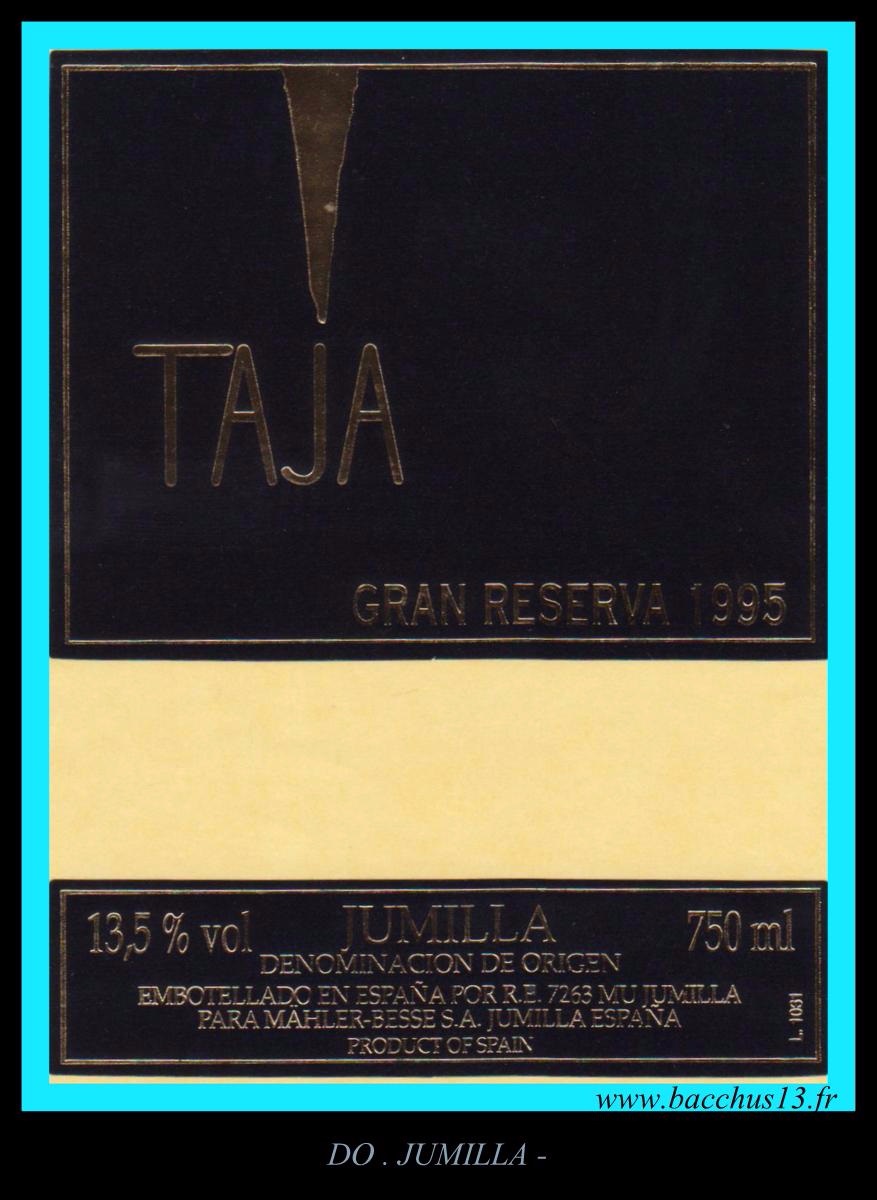 TAJA
GRAN RESERVA 1995
13,5 % vol
JUMILLA
750 ml
DENOMINACION DE ORIGEN
EMBOTELLADO EN ESPAÑA POR R.E. 7263 MU JUMILLA
PARA MÄHLER-BESSE S.A. JUMILLA ESPAÑA
PRODUCT OF SPAIN
L. 1031
www.bacchus13.fr
DO . JUMILLA -